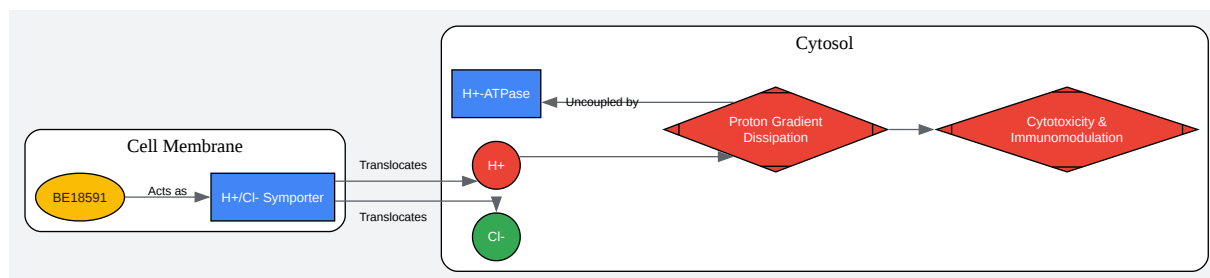 Cytosol
H+-ATPase
Uncoupled by
Proton Gradient
Dissipation
Cytotoxicity &
Immunomodulation
Cell Membrane
Translocates
H+
BE18591
Acts as
H+/Cl- Symporter
Translocates
Cl-